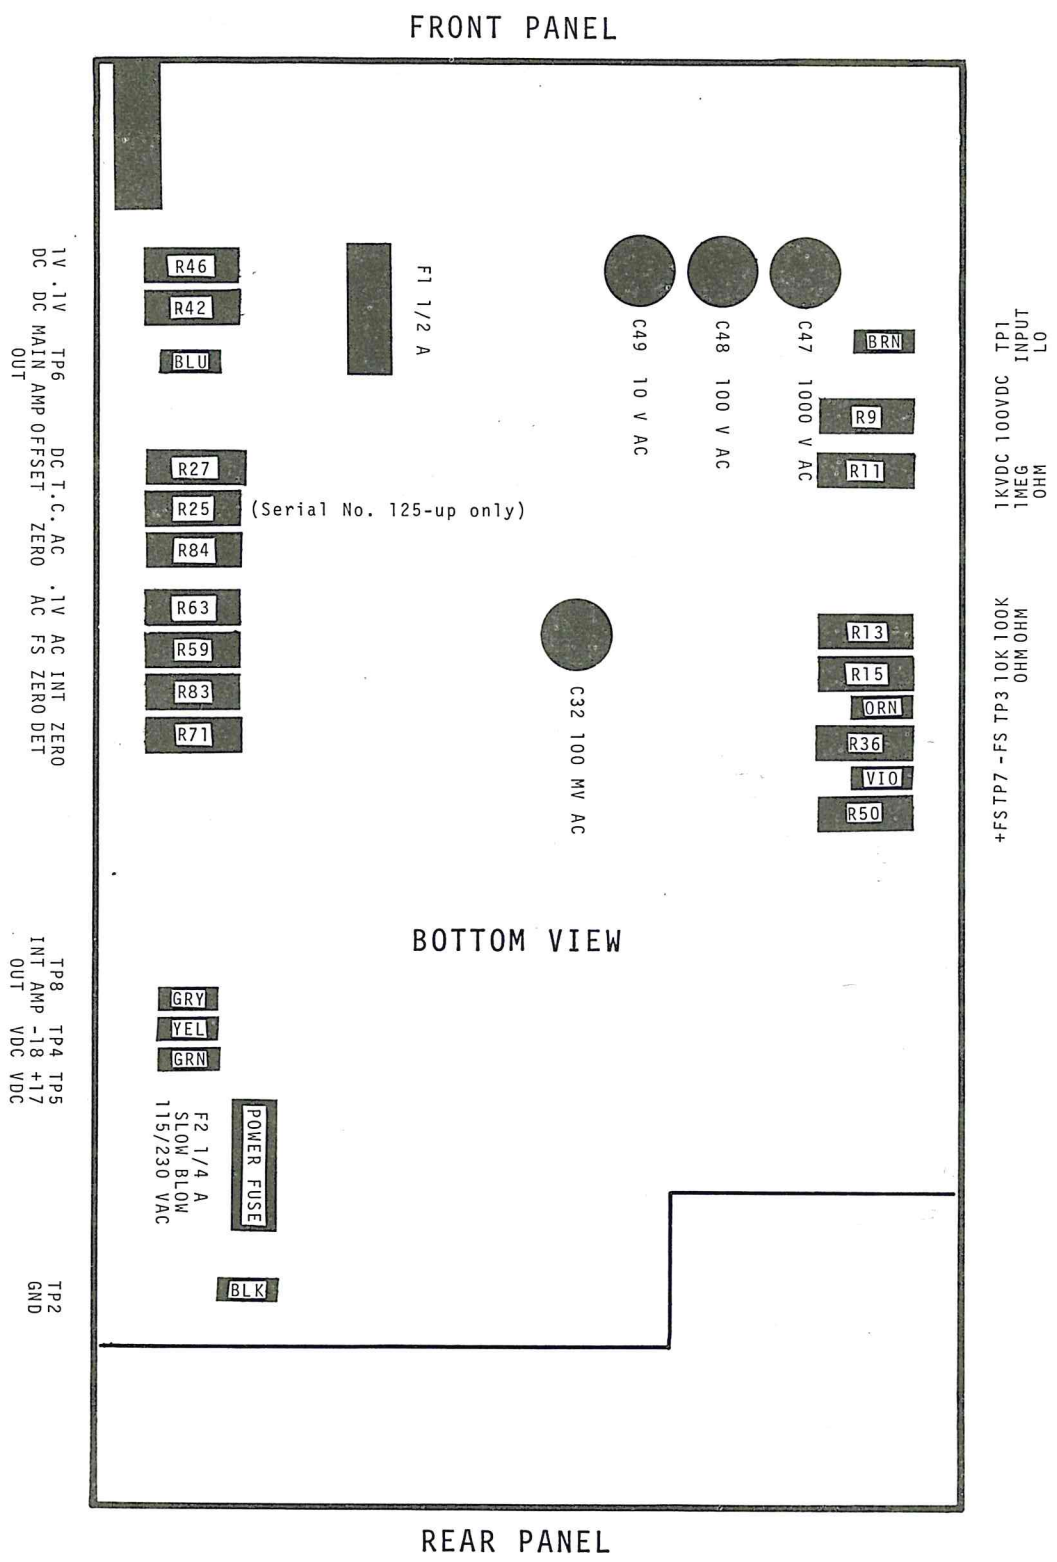 FRONT PANEL
1V .1V
DC DC
R46
R42
TP6
MAIN AMP
OUT
BLU
F1 1/2 A
C49 10 V AC
C48 100 V AC
C47 1000 V AC
BRN
TP1
INPUT
LO
R9
R11
1KVDC 100VDC
1MEG
OHM
DC T.C. AC
OFFSET ZERO
R27
R25
(Serial No. 125-up only)
R84
.1V AC INT ZERO
AC FS ZERO DET
R63
R59
R83
R71
C32 100 MV AC
R13
R15
ORN
R36
VIO
R50
+FS TP7 -FS TP3 10K 100K
OHM OHM
BOTTOM VIEW
TP8 TP4 TP5
INT AMP -18 +17
OUT VDC VDC
GRY
YEL
GRN
POWER FUSE
F2 1/4 A
SLOW BLOW
115/230 VAC
TP2
GND
BLK
REAR PANEL